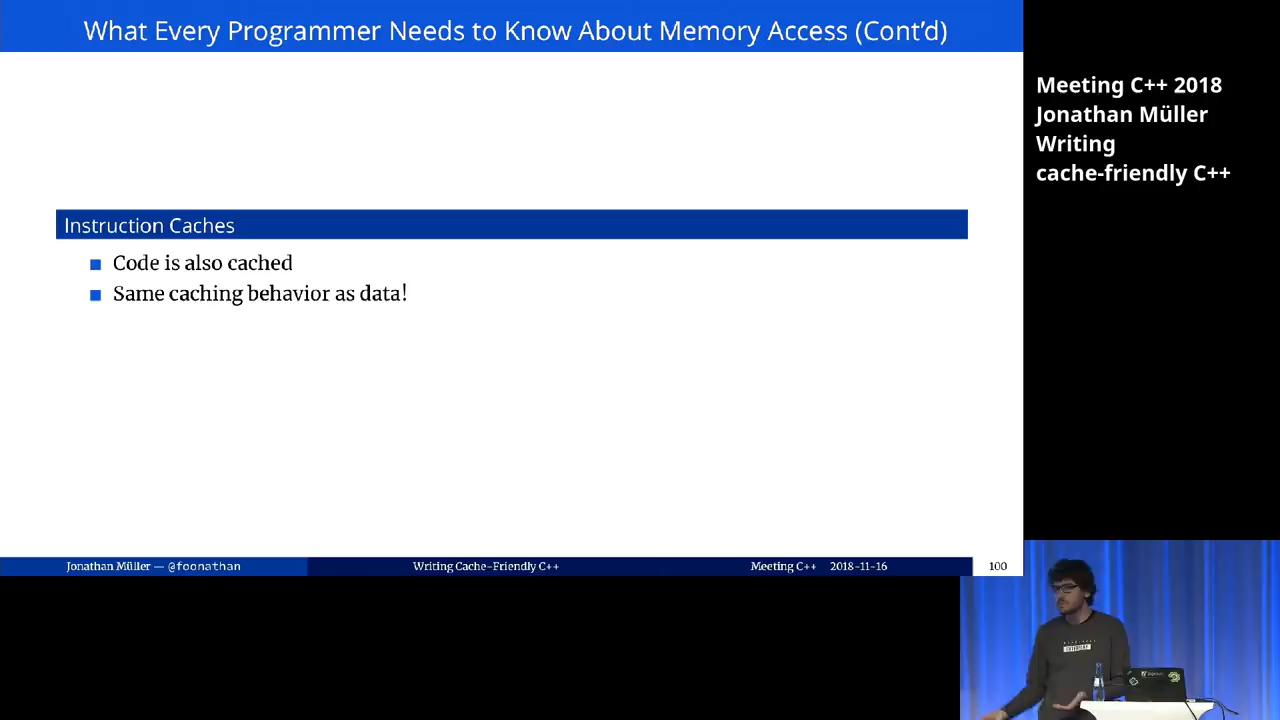 What Every Programmer Needs to Know About Memory Access (Cont'd)
Instruction Caches
Code is also cached
Same caching behavior as data!
Jonathan Müller — @foonathan
Writing Cache-Friendly C++
Meeting C++ 2018-11-16
100
Meeting C++ 2018
Jonathan Müller
Writing
cache-friendly C++